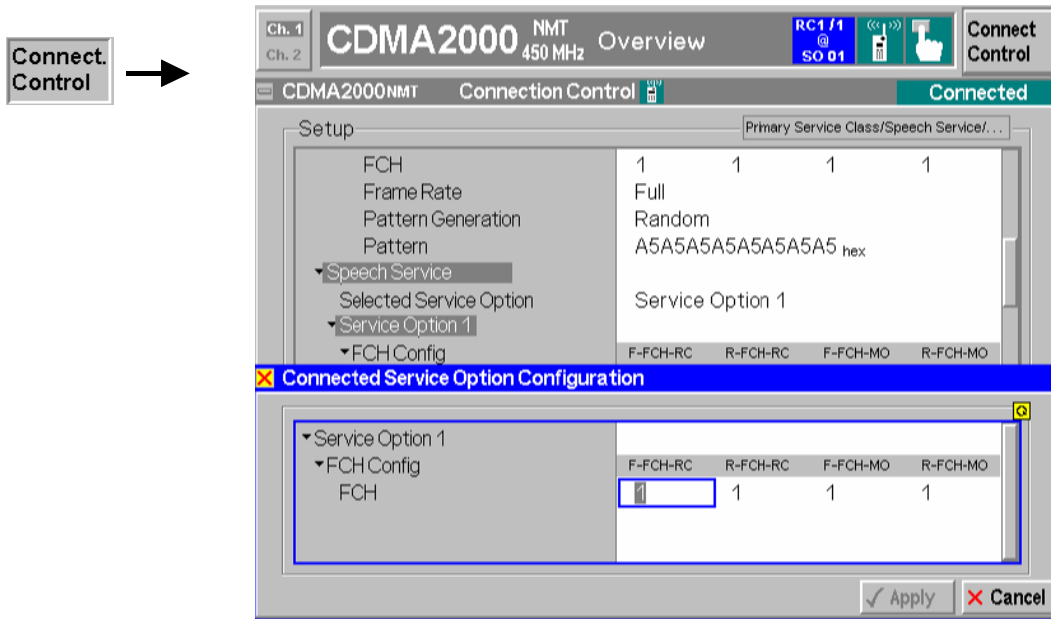 Connect.
Control
Ch. 1
Ch. 2
CDMA2000 NMT 450 MHz Overview
RC1 /1
@
SO 01
Connect
Control
CDMA2000NMT Connection Control Connected
Setup Primary Service Class/Speech Service/...
FCH 1 1 1 1
Frame Rate Full
Pattern Generation Random
Pattern A5A5A5A5A5A5A5A5 hex
Speech Service
Selected Service Option Service Option 1
Service Option 1
FCH Config F-FCH-RC R-FCH-RC F-FCH-MO R-FCH-MO
Connected Service Option Configuration
Service Option 1
FCH Config F-FCH-RC R-FCH-RC F-FCH-MO R-FCH-MO
FCH 1 1 1 1
Apply Cancel